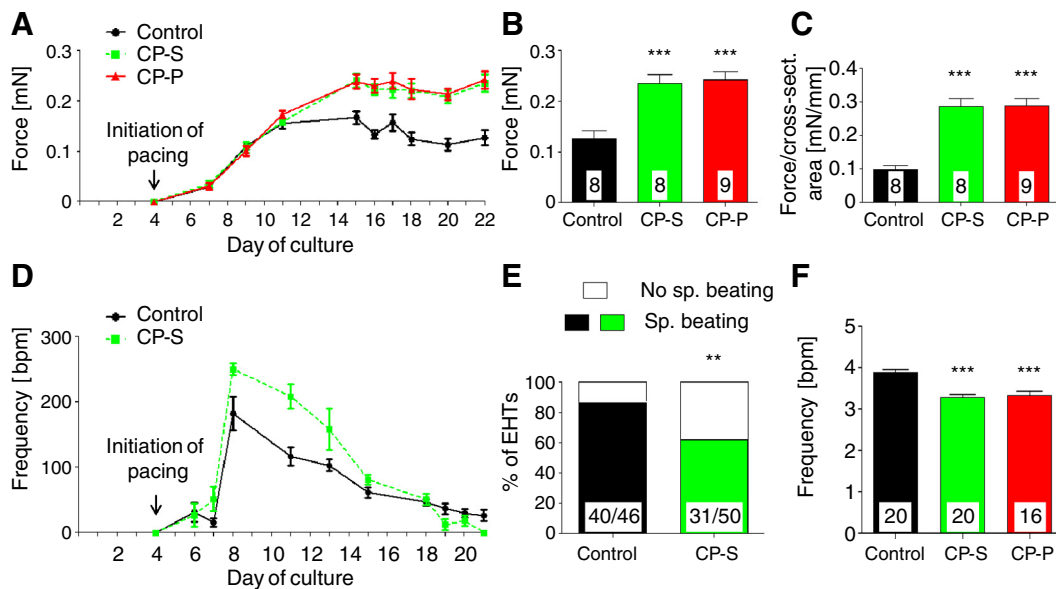 A
Control
CP-S
CP-P
Force [mN]
0.3
0.2
0.1
0
Initiation of
pacing
2 4 6 8 10 12 14 16 18 20 22
Day of culture
B
Force [mN]
0.3
0.2
0.1
0
*** ***
8 8 9
Control CP-S CP-P
C
Force/cross-sect.
area [mN/mm]
0.4
0.3
0.2
0.1
0
*** ***
8 8 9
Control CP-S CP-P
D
Control
CP-S
Frequency [bpm]
300
200
100
0
Initiation of
pacing
2 4 6 8 10 12 14 16 18 20
Day of culture
E
No sp. beating
Sp. beating
% of EHTs
100
80
60
40
20
0
**
40/46 31/50
Control CP-S
F
Frequency [bpm]
5
4
3
2
1
0
*** ***
20 20 16
Control CP-S CP-P